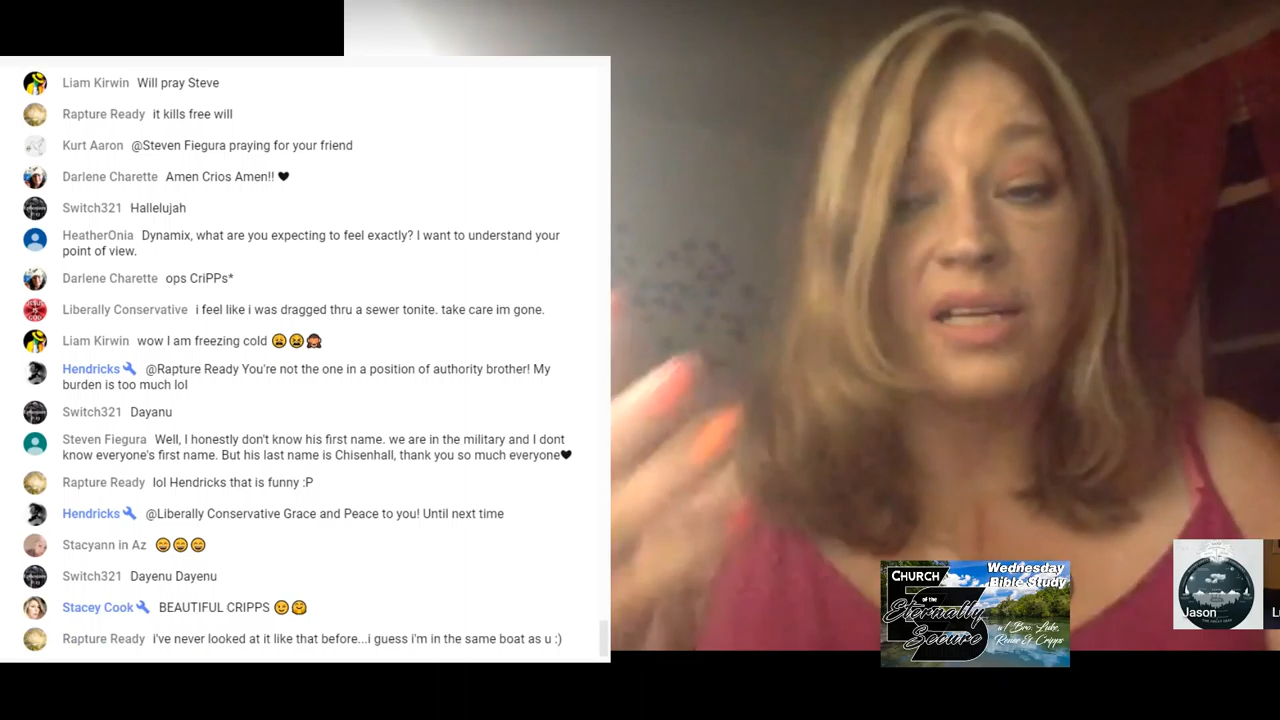 Liam Kirwin Will pray Steve
Rapture Ready it kills free will
Kurt Aaron @Steven Fiegura praying for your friend
Darlene Charette Amen Crios Amen!! 🖤
Switch321 Hallelujah
HeatherOnia Dynamix, what are you expecting to feel exactly? I want to understand your
point of view.
Darlene Charette ops CriPPs*
Liberally Conservative i feel like i was dragged thru a sewer tonite. take care im gone.
Liam Kirwin wow I am freezing cold 😩😫🙊
Hendricks @Rapture Ready You're not the one in a position of authority brother! My
burden is too much lol
Switch321 Dayanu
Steven Fiegura Well, I honestly don't know his first name. we are in the military and I dont
know everyone's first name. But his last name is Chisenhall, thank you so much everyone🖤
Rapture Ready lol Hendricks that is funny :P
Hendricks @Liberally Conservative Grace and Peace to you! Until next time
Stacyann in Az 😄😄😄
Switch321 Dayenu Dayenu
Stacey Cook BEAUTIFUL CRIPPS 😉🤗
Rapture Ready i've never looked at it like that before...i guess i'm in the same boat as u :)
CHURCH
of the
Eternally
Secure
Wednesday
Bible Study
w/ Bro. Luke,
Renee & Cripps
Jason